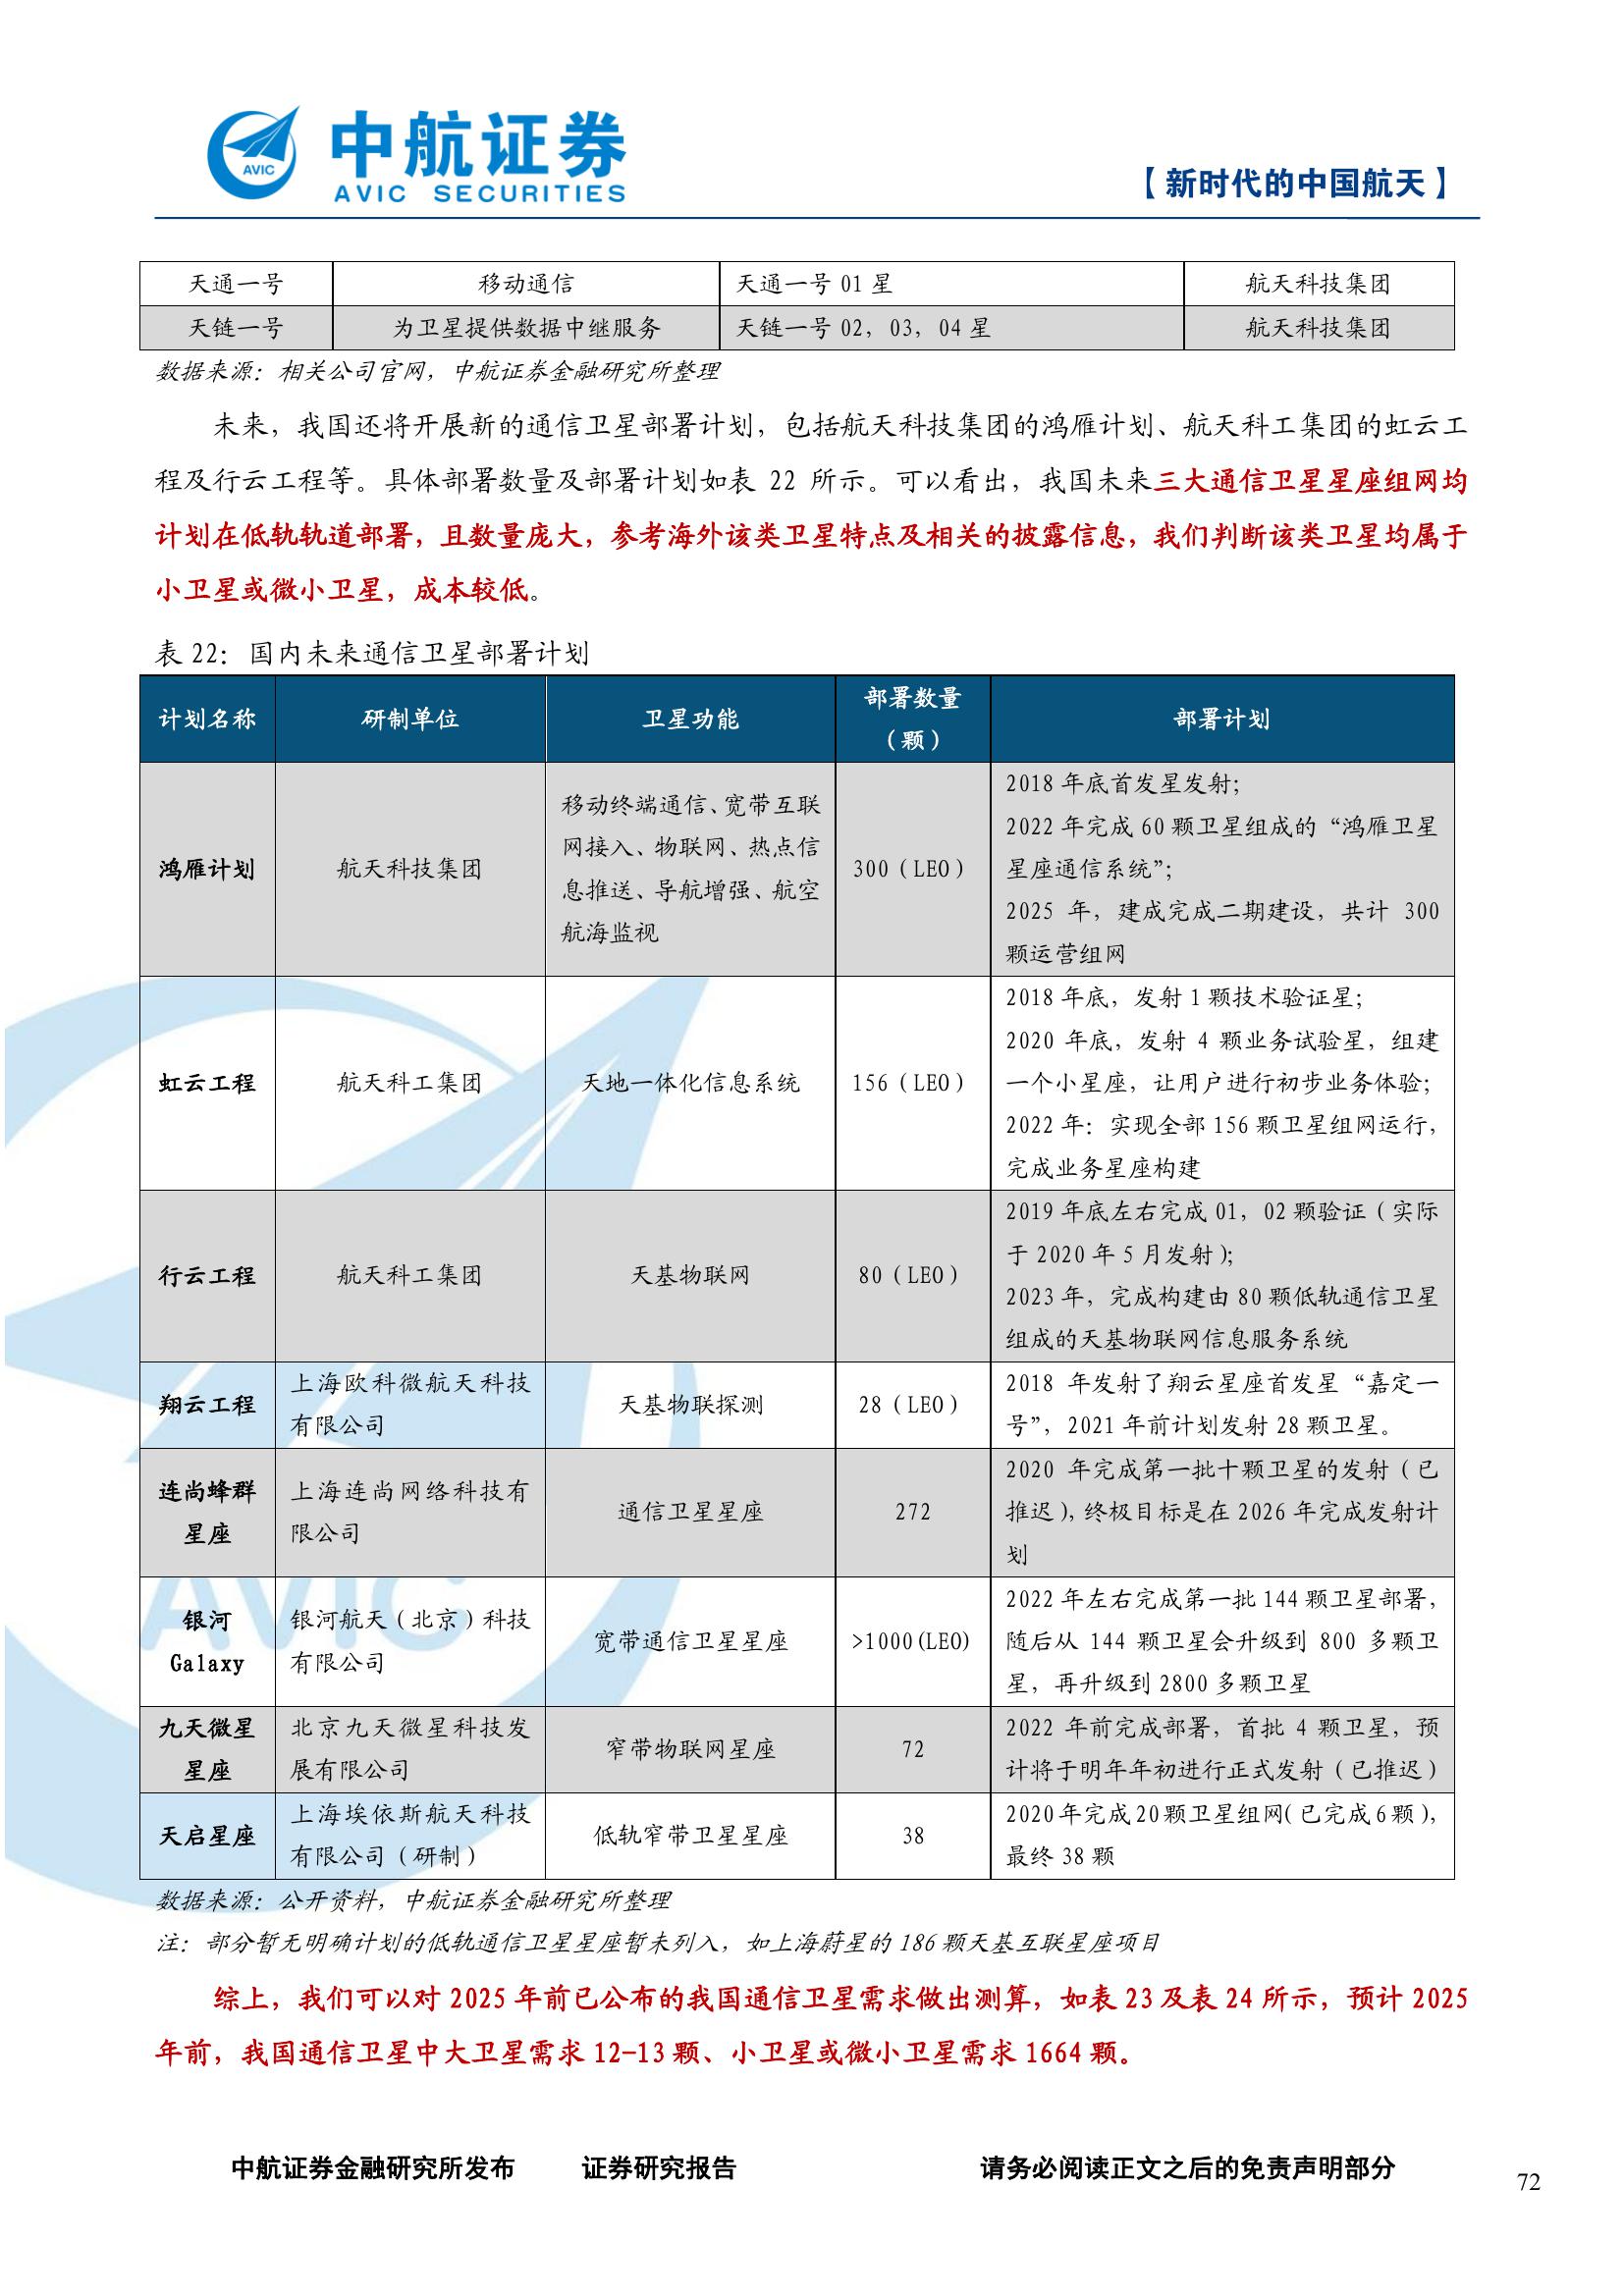 AVIC 中航证券
AVIC SECURITIES
【新时代的中国航天】
天通一号 移动通信 天通一号 01 星 航天科技集团
天链一号 为卫星提供数据中继服务 天链一号 02，03，04 星 航天科技集团
数据来源：相关公司官网，中航证券金融研究所整理
未来，我国还将开展新的通信卫星部署计划，包括航天科技集团的鸿雁计划、航天科工集团的虹云工
程及行云工程等。具体部署数量及部署计划如表 22 所示。可以看出，我国未来三大通信卫星星座组网均
计划在低轨轨道部署，且数量庞大，参考海外该类卫星特点及相关的披露信息，我们判断该类卫星均属于
小卫星或微小卫星，成本较低。
表 22：国内未来通信卫星部署计划
计划名称 研制单位 卫星功能 部署数量
（颗） 部署计划
鸿雁计划
航天科技集团
移动终端通信、宽带互联
网接入、物联网、热点信
息推送、导航增强、航空
航海监视
300（LEO）
2018 年底首发星发射；
2022 年完成 60 颗卫星组成的“鸿雁卫星
星座通信系统”；
2025 年，建成完成二期建设，共计 300
颗运营组网
虹云工程
航天科工集团
天地一体化信息系统
156（LEO）
2018 年底，发射 1 颗技术验证星；
2020 年底，发射 4 颗业务试验星，组建
一个小星座，让用户进行初步业务体验；
2022 年：实现全部 156 颗卫星组网运行，
完成业务星座构建
行云工程
航天科工集团
天基物联网
80（LEO）
2019 年底左右完成 01，02 颗验证（实际
于 2020 年 5 月发射）；
2023 年，完成构建由 80 颗低轨通信卫星
组成的天基物联网信息服务系统
翔云工程
上海欧科微航天科技
有限公司
天基物联探测
28（LEO）
2018 年发射了翔云星座首发星“嘉定一
号”，2021 年前计划发射 28 颗卫星。
连尚蜂群
星座
上海连尚网络科技有
限公司
通信卫星星座
272
2020 年完成第一批十颗卫星的发射（已
推迟），终极目标是在 2026 年完成发射计
划
银河
Galaxy
银河航天（北京）科技
有限公司
宽带通信卫星星座
>1000(LEO)
2022 年左右完成第一批 144 颗卫星部署，
随后从 144 颗卫星会升级到 800 多颗卫
星，再升级到 2800 多颗卫星
九天微星
星座
北京九天微星科技发
展有限公司
窄带物联网星座
72
2022 年前完成部署，首批 4 颗卫星，预
计将于明年年初进行正式发射（已推迟）
天启星座
上海埃依斯航天科技
有限公司（研制）
低轨窄带卫星星座
38
2020 年完成 20 颗卫星组网（已完成 6 颗），
最终 38 颗
AVIC
数据来源：公开资料，中航证券金融研究所整理
注：部分暂无明确计划的低轨通信卫星星座暂未列入，如上海蔚星的 186 颗天基互联星座项目
综上，我们可以对 2025 年前已公布的我国通信卫星需求做出测算，如表 23 及表 24 所示，预计 2025
年前，我国通信卫星中大卫星需求 12—13 颗、小卫星或微小卫星需求 1664 颗。
中航证券金融研究所发布 证券研究报告 请务必阅读正文之后的免责声明部分
72